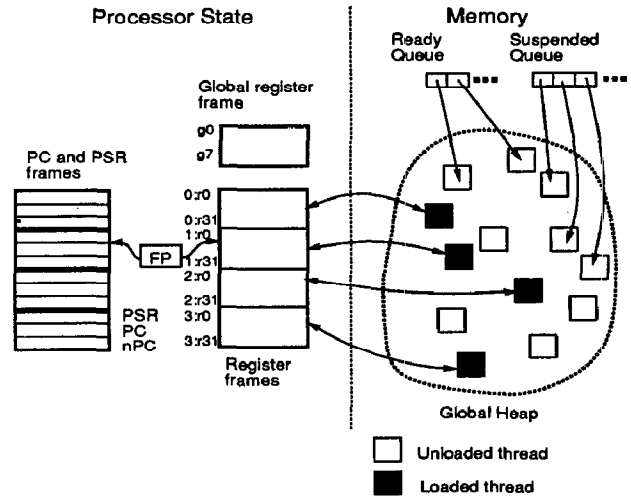 Processor State
Memory
Ready
Queue
Suspended
Queue
Global register
frame
g0
g7
PC and PSR
frames
0:r0
0:r31
1:r0
FP
1:r31
2:r0
2:r31
3:r0
3:r31
PSR
PC
nPC
Register
frames
Global Heap
Unloaded thread
Loaded thread